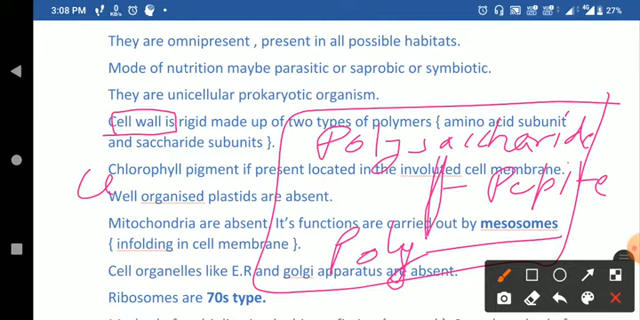 3:08 PM 0 KB/s 4G 27%
They are omnipresent , present in all possible habitats.
Mode of nutrition maybe parasitic or saprobic or symbiotic.
They are unicellular prokaryotic organism.
Cell wall is rigid made up of two types of polymers { amino acid subunit
and saccharide subunits }.
Polysaccharide
Chlorophyll pigment if present located in the involuted cell membrane.
Pepite
Well organised plastids are absent.
Mitochondria are absent. It's functions are carried out by mesosomes
{ infolding in cell membrane }.
Poly
Cell organelles like E.R and golgi apparatus are absent.
Ribosomes are 70s type.